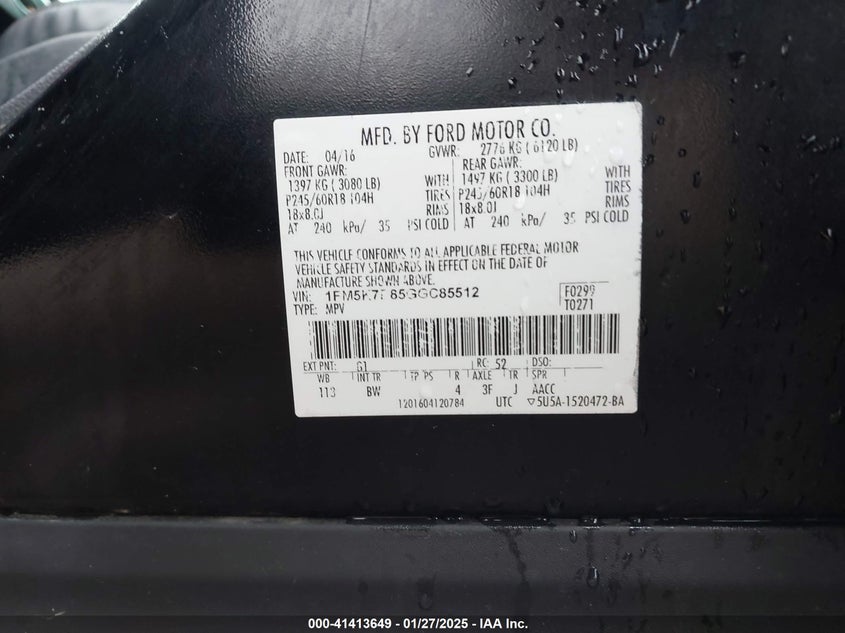 MFD. BY FORD MOTOR CO.
DATE: 04/16 GVWR: 2776 KG ( 6120 LB)
FRONT GAWR: REAR GAWR:
1397 KG ( 3080 LB) WITH 1497 KG ( 3300 LB) WITH
P245/60R18 104H TIRES P245/60R18 104H TIRES
18x8.0J RIMS 18x8.0J RIMS
AT 240 kPa/ 35 PSI COLD AT 240 kPa/ 35 PSI COLD
THIS VEHICLE CONFORMS TO ALL APPLICABLE FEDERAL MOTOR
VEHICLE SAFETY STANDARDS IN EFFECT ON THE DATE OF
MANUFACTURE SHOWN ABOVE.
VIN: F0299
TYPE: MPV T0271
EXT PNT: G1 RC: 52 DSO:
WB INT TR TP PS R AXLE TR SPR
113 BW 4 3F J AACC
1201604120784 UTC ▽5U5A-1520472-BA
000-41413649 | 01/27/2025 | © IAA Inc.